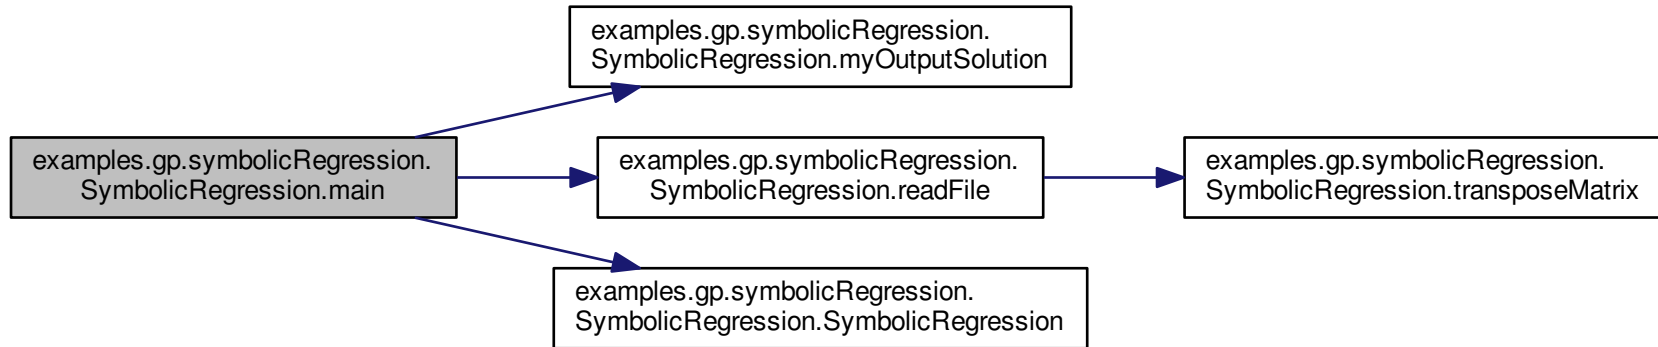 examples.gp.symbolicRegression.
SymbolicRegression.myOutputSolution
examples.gp.symbolicRegression.
SymbolicRegression.main
examples.gp.symbolicRegression.
SymbolicRegression.readFile
examples.gp.symbolicRegression.
SymbolicRegression.transposeMatrix
examples.gp.symbolicRegression.
SymbolicRegression.SymbolicRegression